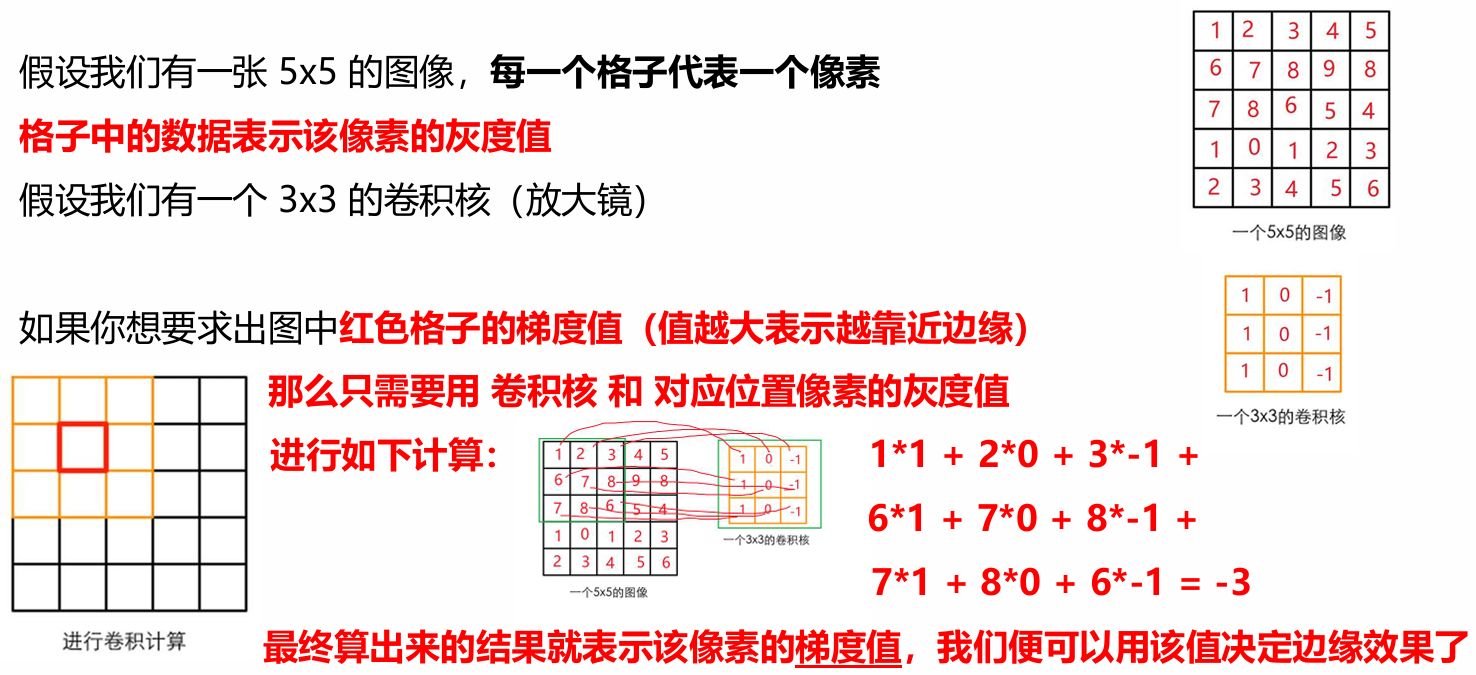 假设我们有一张 5x5 的图像，每一个格子代表一个像素
格子中的数据表示该像素的灰度值
假设我们有一个 3x3 的卷积核（放大镜）
1 2 3 4 5
6 7 8 9 8
7 8 6 5 4
1 0 1 2 3
2 3 4 5 6
一个5x5的图像
1 0 -1
1 0 -1
1 0 -1
一个3x3的卷积核
如果你想要求出图中红色格子的梯度值（值越大表示越靠近边缘）
那么只需要用 卷积核 和 对应位置像素的灰度值
进行如下计算：
进行卷积计算
1 2 3 4 5
6 7 8 9 8
7 8 6 5 4
1 0 1 2 3
2 3 4 5 6
一个5x5的图像
1 0 -1
1 0 -1
1 0 -1
一个3x3的卷积核
1*1 + 2*0 + 3*-1 +
6*1 + 7*0 + 8*-1 +
7*1 + 8*0 + 6*-1 = -3
最终算出来的结果就表示该像素的梯度值，我们便可以用该值决定边缘效果了